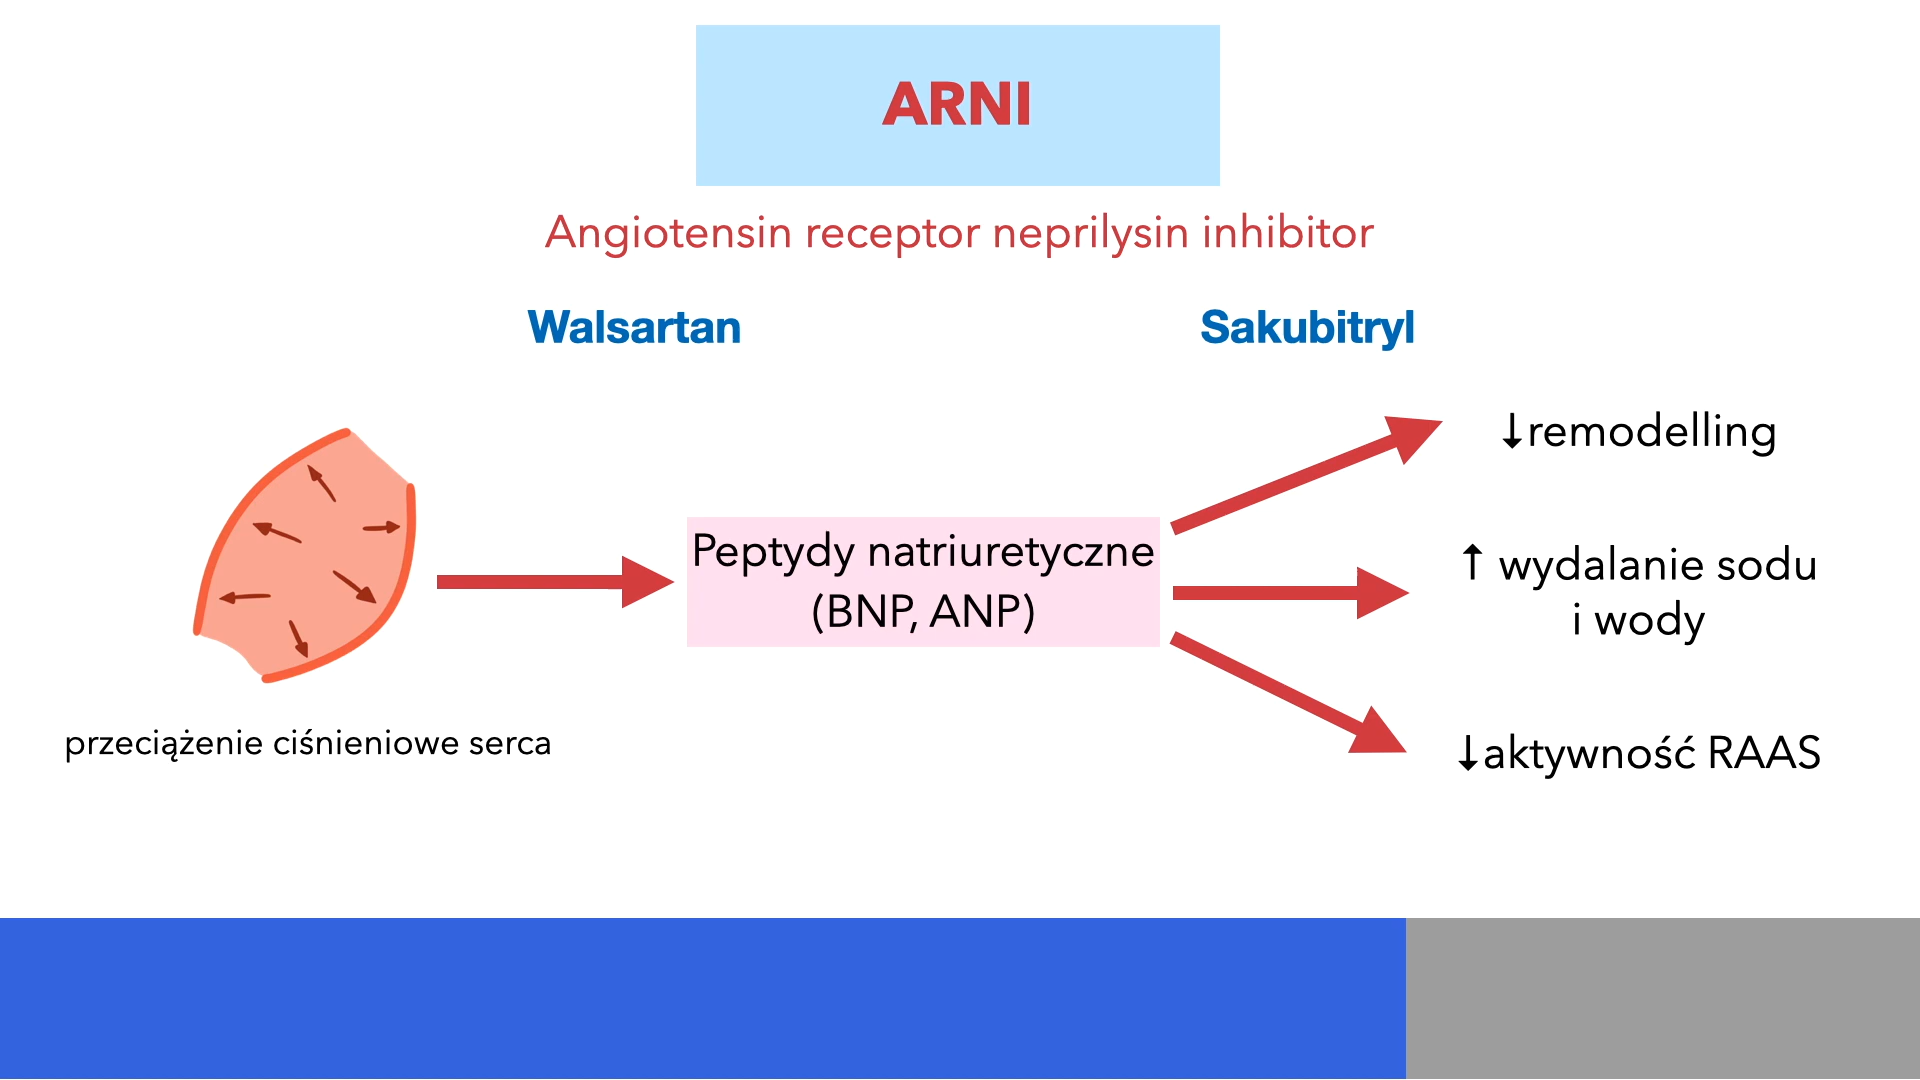 ARNI
Angiotensin receptor neprilysin inhibitor
Walsartan
Sakubitryl
↓remodelling
Peptydy natriuretyczne
(BNP, ANP)
↑ wydalanie sodu
i wody
przeciążenie ciśnieniowe serca
↓aktywność RAAS